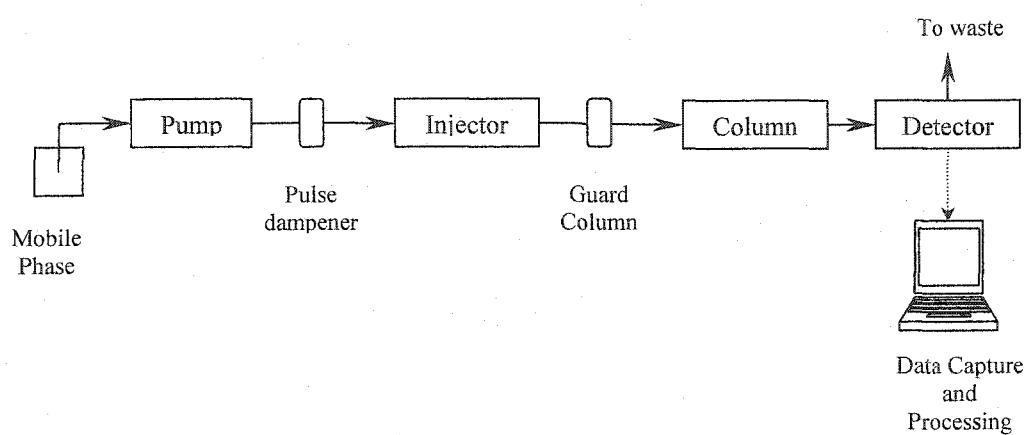 To waste
Pump
Injector
Column
Detector
Pulse
dampener
Guard
Column
Mobile
Phase
Data Capture
and
Processing